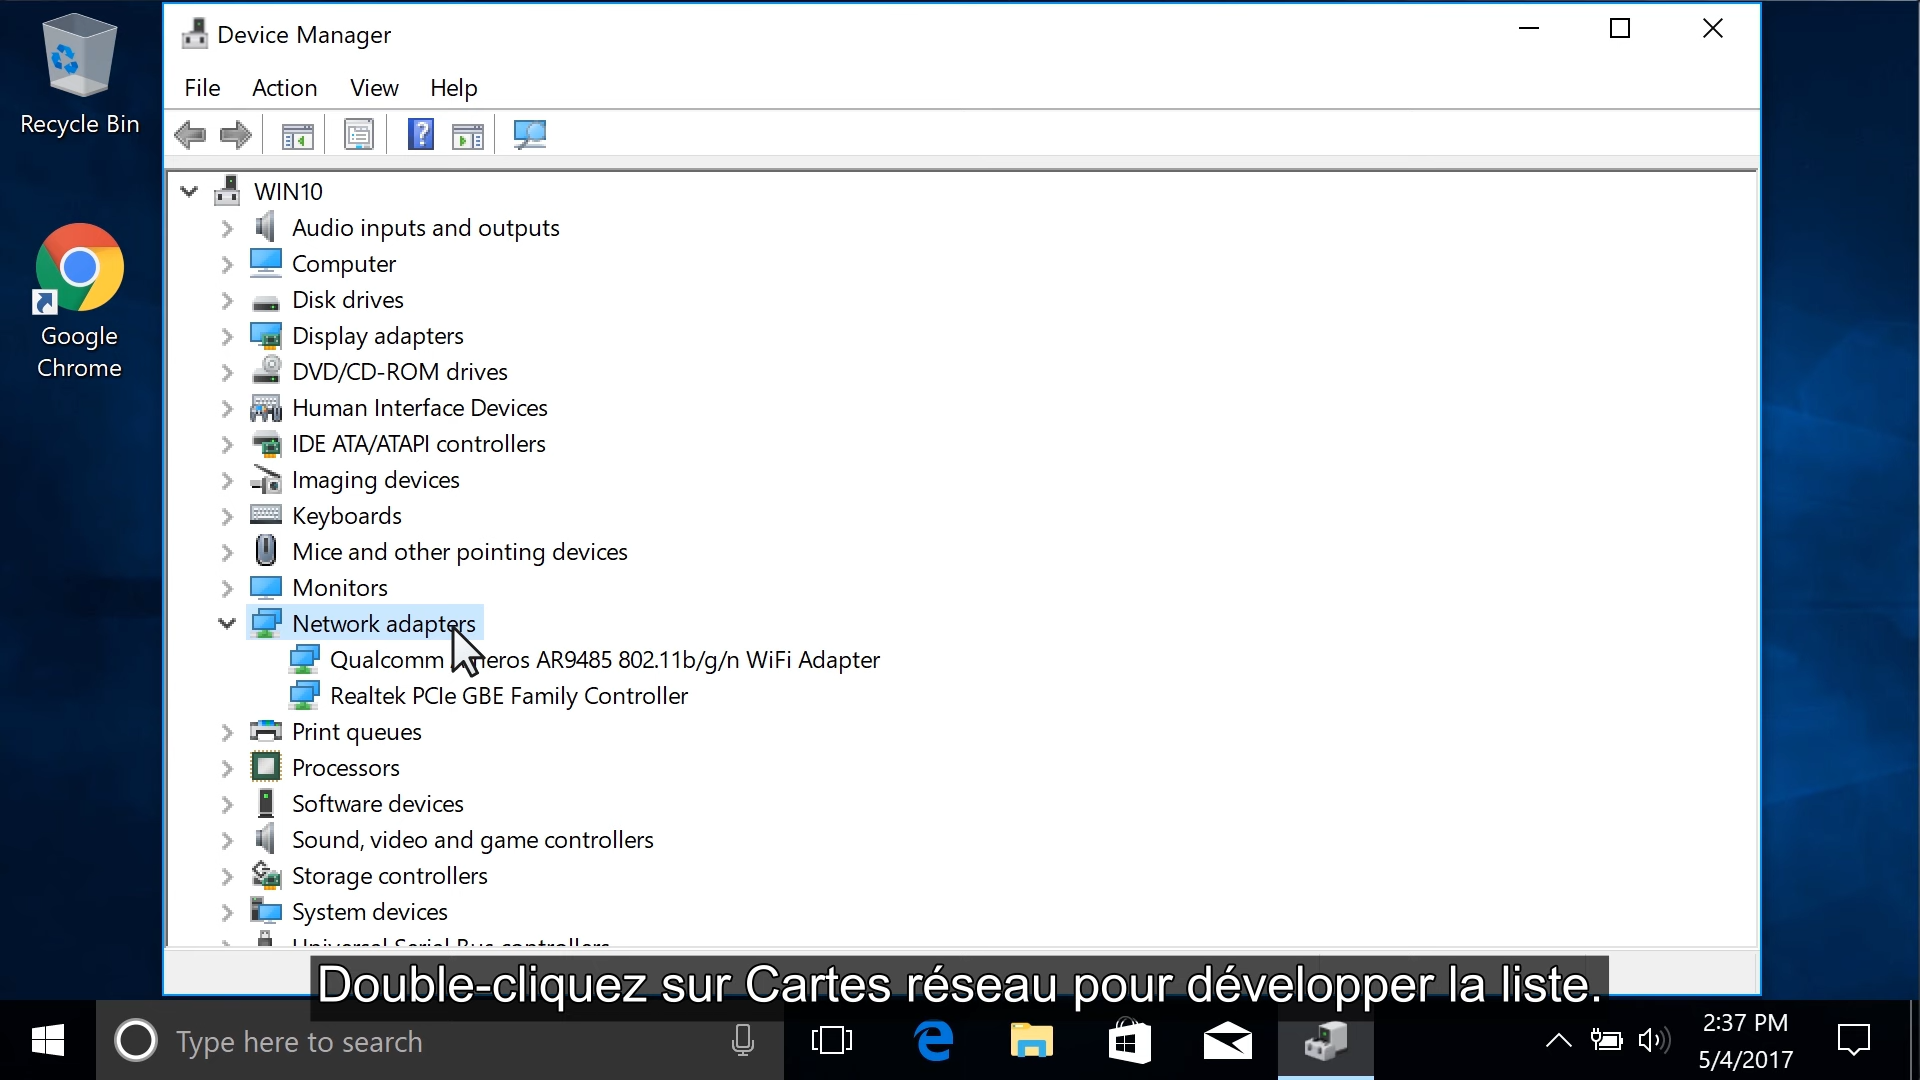 Recycle Bin
Google
Chrome
Device Manager
File Action View Help
WIN10
Audio inputs and outputs
Computer
Disk drives
Display adapters
DVD/CD-ROM drives
Human Interface Devices
IDE ATA/ATAPI controllers
Imaging devices
Keyboards
Mice and other pointing devices
Monitors
Network adapters
Qualcomm AR9485 802.11b/g/n WiFi Adapter
Realtek PCIe GBE Family Controller
Print queues
Processors
Software devices
Sound, video and game controllers
Storage controllers
System devices
Universal Serial Bus controllers
Double-cliquez sur Cartes réseau pour développer la liste.
Type here to search
2:37 PM
5/4/2017